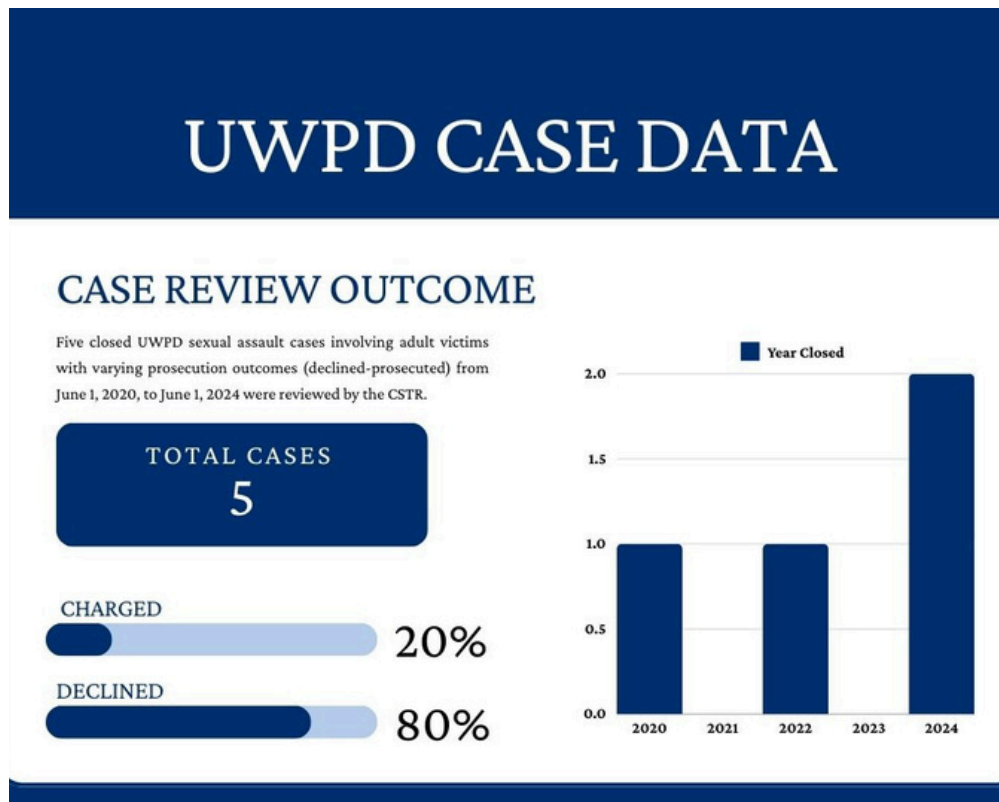 UWPD CASE DATA
CASE REVIEW OUTCOME
Five closed UWPD sexual assault cases involving adult victims
with varying prosecution outcomes (declined-prosecuted) from
June 1, 2020, to June 1, 2024 were reviewed by the CSTR.
TOTAL CASES
5
CHARGED
20%
DECLINED
80%
Year Closed
2.0
1.5
1.0
0.5
0.0
2020 2021 2022 2023 2024